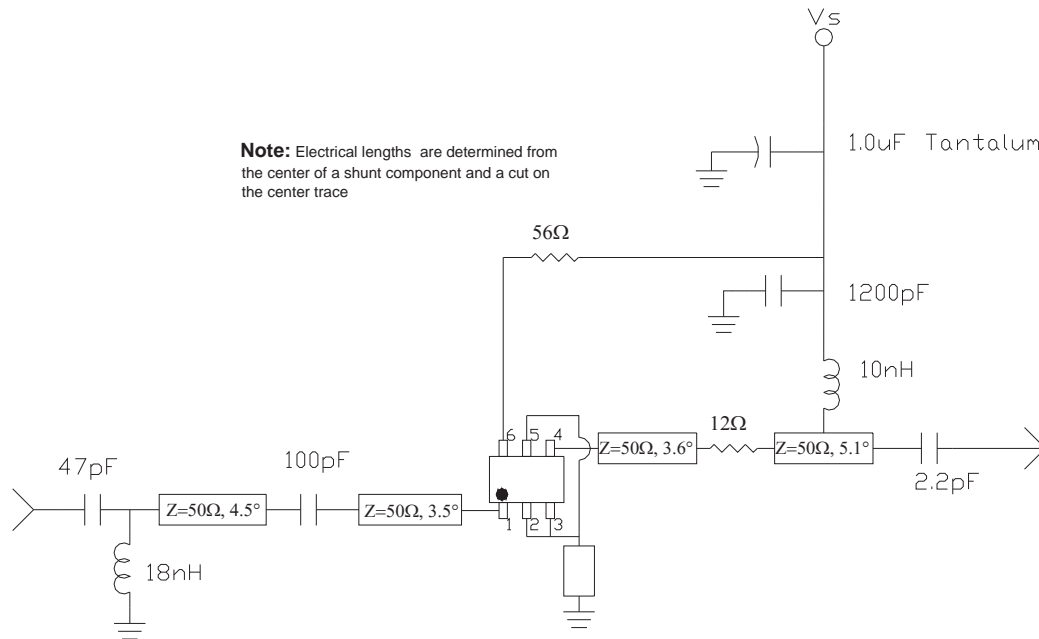 Vs
1.0uF Tantalum
Note: Electrical lengths are determined from
the center of a shunt component and a cut on
the center trace
56Ω
1200pF
10nH
12Ω
6 5 4
Z=50Ω, 3.6°
Z=50Ω, 5.1°
2.2pF
47pF
100pF
Z=50Ω, 4.5°
Z=50Ω, 3.5°
1 2 3
18nH